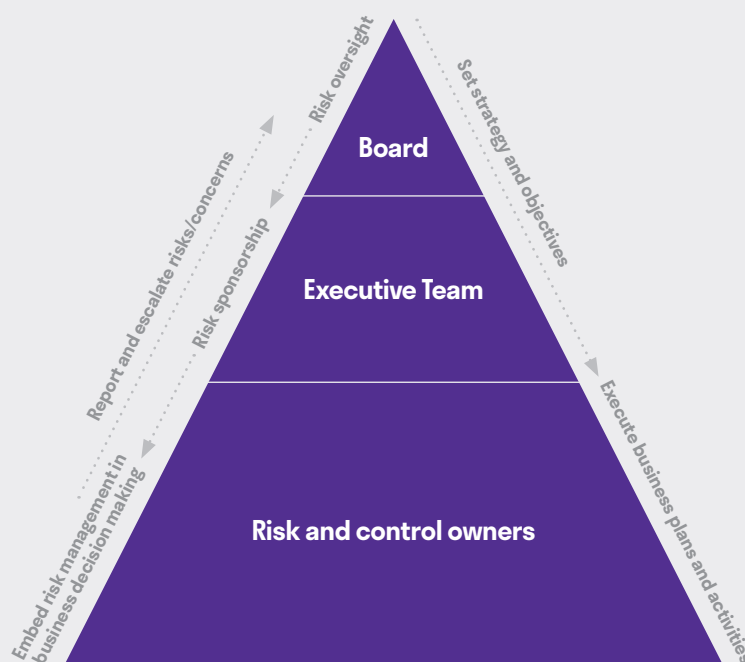 Risk oversight
Set strategy and objectives
Board
Report and escalate risks/concerns
Risk sponsorship
Executive Team
Execute business plans and activities
Embed risk management in
business decision making
Risk and control owners